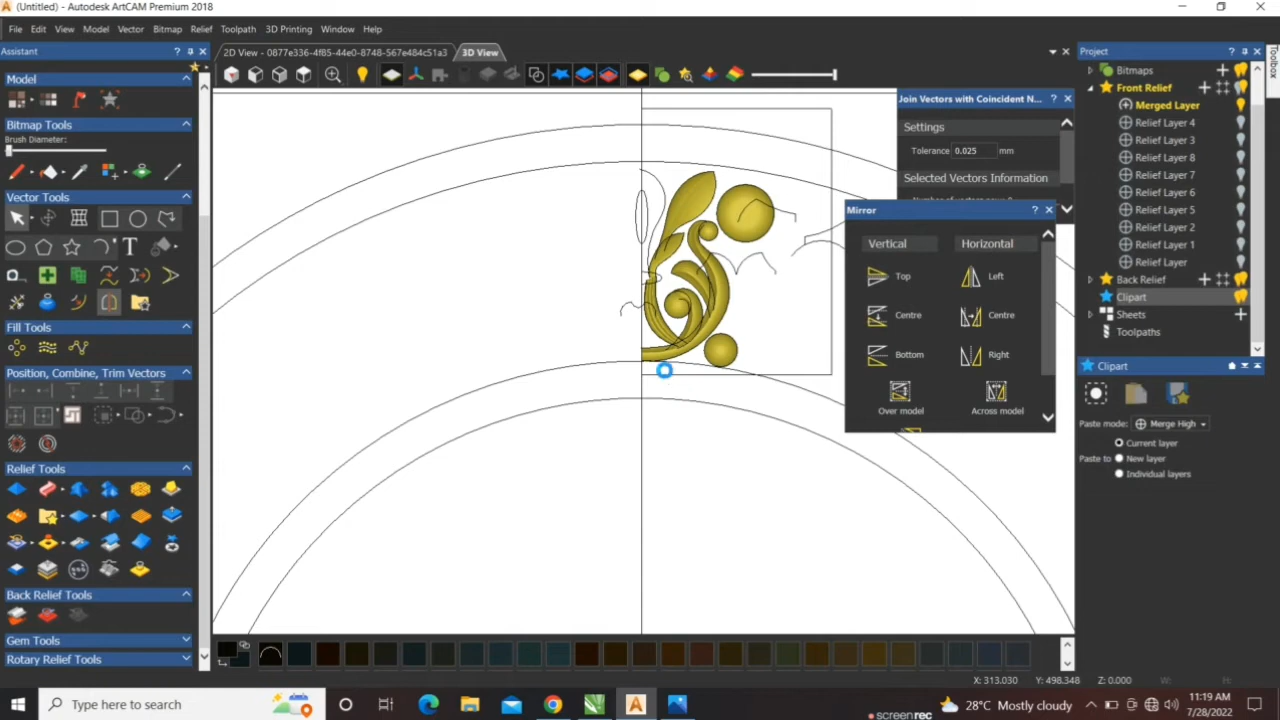 (Untitled) - Autodesk ArtCAM Premium 2018
File Edit View Model Vector Bitmap Relief Toolpath 3D Printing Window Help
Assistant
2D View - 0877e336-4f85-44e0-8748-567e484c51a3
3D View
Model
Bitmap Tools
Brush Diameter:
Vector Tools
Fill Tools
Position, Combine, Trim Vectors
Relief Tools
Back Relief Tools
Gem Tools
Rotary Relief Tools
Join Vectors with Coincident N...
Settings
Tolerance 0.025 mm
Selected Vectors Information
Mirror
Vertical Horizontal
Top Left
Centre Centre
Bottom Right
Over model Across model
Project
Toolbox
Bitmaps
Front Relief
Merged Layer
Relief Layer 4
Relief Layer 3
Relief Layer 8
Relief Layer 7
Relief Layer 6
Relief Layer 5
Relief Layer 2
Relief Layer 1
Relief Layer
Back Relief
Clipart
Sheets
Toolpaths
Clipart
Paste mode: Merge High
Current layer
Paste to New layer
Individual layers
X: 313.030 Y: 498.348 Z: 0.000 W: H:
Type here to search
28°C Mostly cloudy
11:19 AM
7/28/2022
screenrec